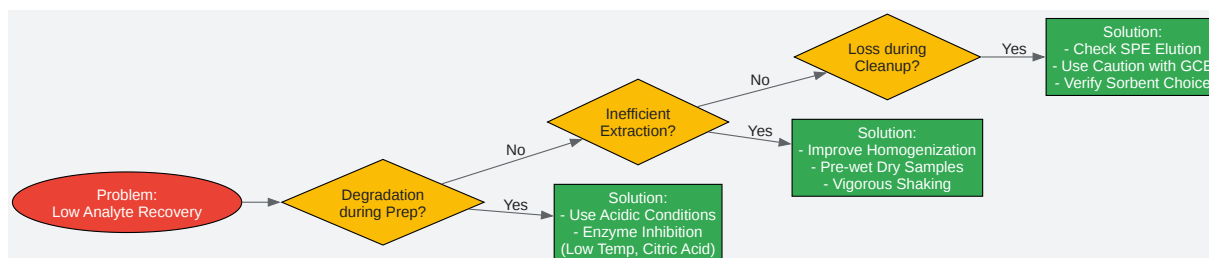 Problem:
Low Analyte Recovery
Degradation
during Prep?
Yes
Solution:
- Use Acidic Conditions
- Enzyme Inhibition
(Low Temp, Citric Acid)
No
Inefficient
Extraction?
Yes
Solution:
- Improve Homogenization
- Pre-wet Dry Samples
- Vigorous Shaking
No
Loss during
Cleanup?
Yes
Solution:
- Check SPE Elution
- Use Caution with GCB
- Verify Sorbent Choice